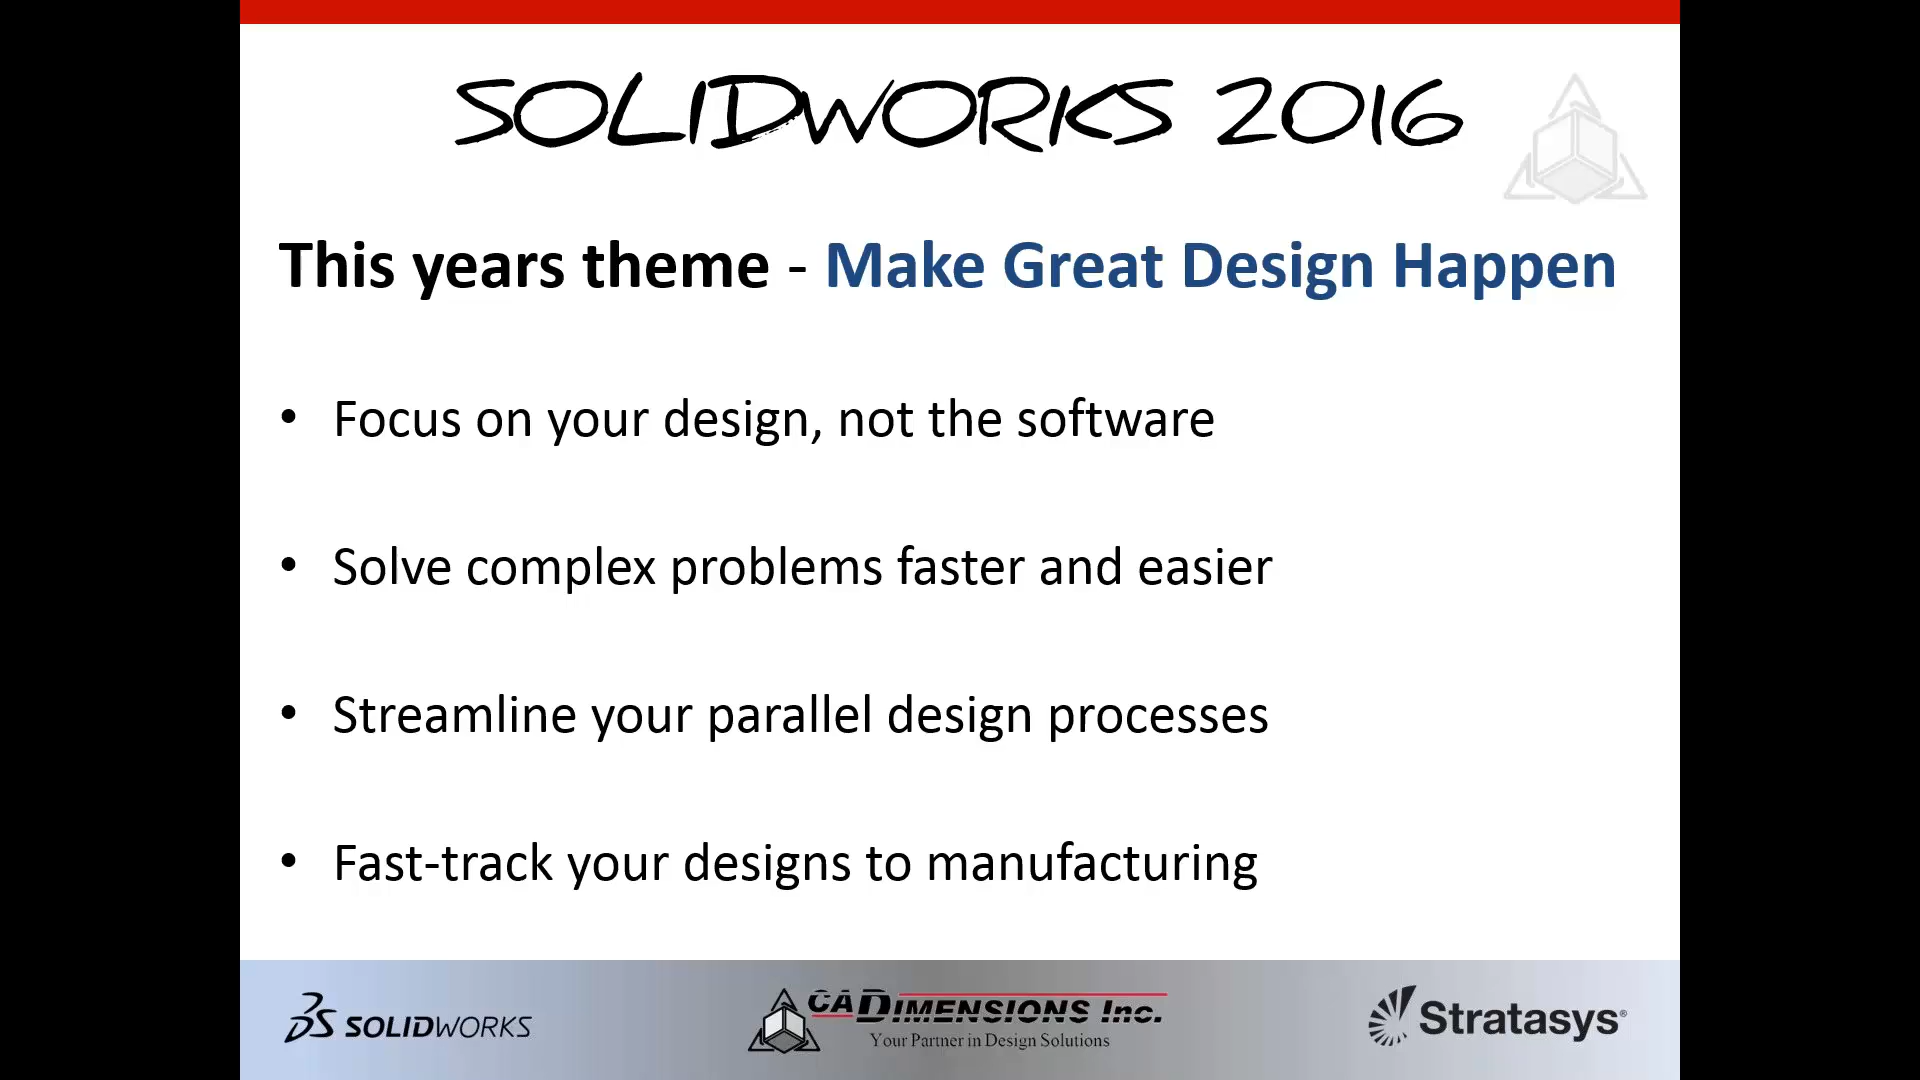 SOLIDWORKS 2016
This years theme - Make Great Design Happen
• Focus on your design, not the software
• Solve complex problems faster and easier
• Streamline your parallel design processes
• Fast-track your designs to manufacturing
SOLIDWORKS
CADIMENSIONS Inc.
Your Partner in Design Solutions
Stratasys®